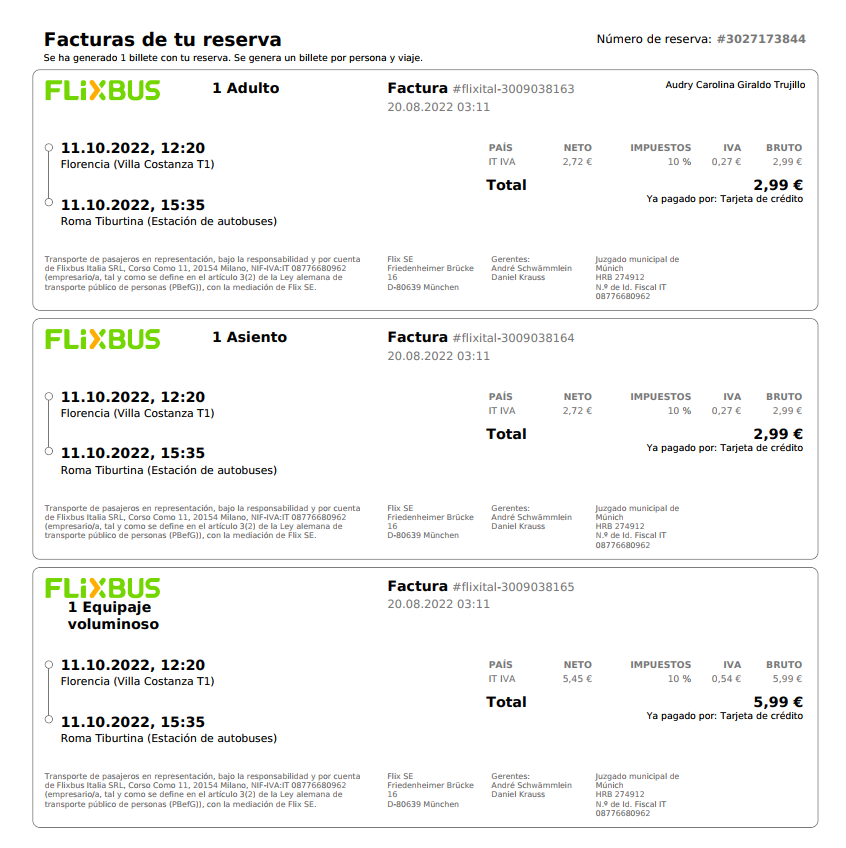 Facturas de tu reserva
Número de reserva: #3027173844
Se ha generado 1 billete con tu reserva. Se genera un billete por persona y viaje.
FLiXBUS
1 Adulto
Factura #flixital-3009038163
Audry Carolina Giraldo Trujillo
20.08.2022 03:11
11.10.2022, 12:20
Florencia (Villa Costanza T1)
11.10.2022, 15:35
Roma Tiburtina (Estación de autobuses)
PAÍS NETO IMPUESTOS IVA BRUTO
IT IVA 2,72 € 10 % 0,27 € 2,99 €
Total 2,99 €
Ya pagado por: Tarjeta de crédito
Transporte de pasajeros en representación, bajo la responsabilidad y por cuenta
de Flixbus Italia SRL, Corso Como 11, 20154 Milano, NIF-IVA:IT 08776680962
(empresario/a, tal y como se define en el artículo 3(2) de la Ley alemana de
transporte público de personas (PBefG)), con la mediación de Flix SE.
Flix SE
Friedenheimer Brücke
16
D-80639 München
Gerentes:
André Schwämmlein
Daniel Krauss
Juzgado municipal de
Múnich
HRB 274912
N.º de Id. Fiscal IT
08776680962
FLiXBUS
1 Asiento
Factura #flixital-3009038164
20.08.2022 03:11
11.10.2022, 12:20
Florencia (Villa Costanza T1)
11.10.2022, 15:35
Roma Tiburtina (Estación de autobuses)
PAÍS NETO IMPUESTOS IVA BRUTO
IT IVA 2,72 € 10 % 0,27 € 2,99 €
Total 2,99 €
Ya pagado por: Tarjeta de crédito
Transporte de pasajeros en representación, bajo la responsabilidad y por cuenta
de Flixbus Italia SRL, Corso Como 11, 20154 Milano, NIF-IVA:IT 08776680962
(empresario/a, tal y como se define en el artículo 3(2) de la Ley alemana de
transporte público de personas (PBefG)), con la mediación de Flix SE.
Flix SE
Friedenheimer Brücke
16
D-80639 München
Gerentes:
André Schwämmlein
Daniel Krauss
Juzgado municipal de
Múnich
HRB 274912
N.º de Id. Fiscal IT
08776680962
FLiXBUS
1 Equipaje
voluminoso
Factura #flixital-3009038165
20.08.2022 03:11
11.10.2022, 12:20
Florencia (Villa Costanza T1)
11.10.2022, 15:35
Roma Tiburtina (Estación de autobuses)
PAÍS NETO IMPUESTOS IVA BRUTO
IT IVA 5,45 € 10 % 0,54 € 5,99 €
Total 5,99 €
Ya pagado por: Tarjeta de crédito
Transporte de pasajeros en representación, bajo la responsabilidad y por cuenta
de Flixbus Italia SRL, Corso Como 11, 20154 Milano, NIF-IVA:IT 08776680962
(empresario/a, tal y como se define en el artículo 3(2) de la Ley alemana de
transporte público de personas (PBefG)), con la mediación de Flix SE.
Flix SE
Friedenheimer Brücke
16
D-80639 München
Gerentes:
André Schwämmlein
Daniel Krauss
Juzgado municipal de
Múnich
HRB 274912
N.º de Id. Fiscal IT
08776680962